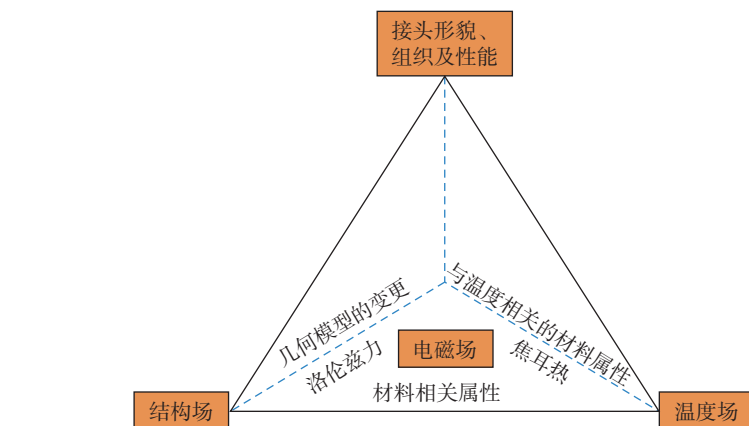 接头形貌、
组织及性能
几何模型的变更
与温度相关的材料属性
洛伦兹力
电磁场
焦耳热
材料相关属性
结构场
温度场